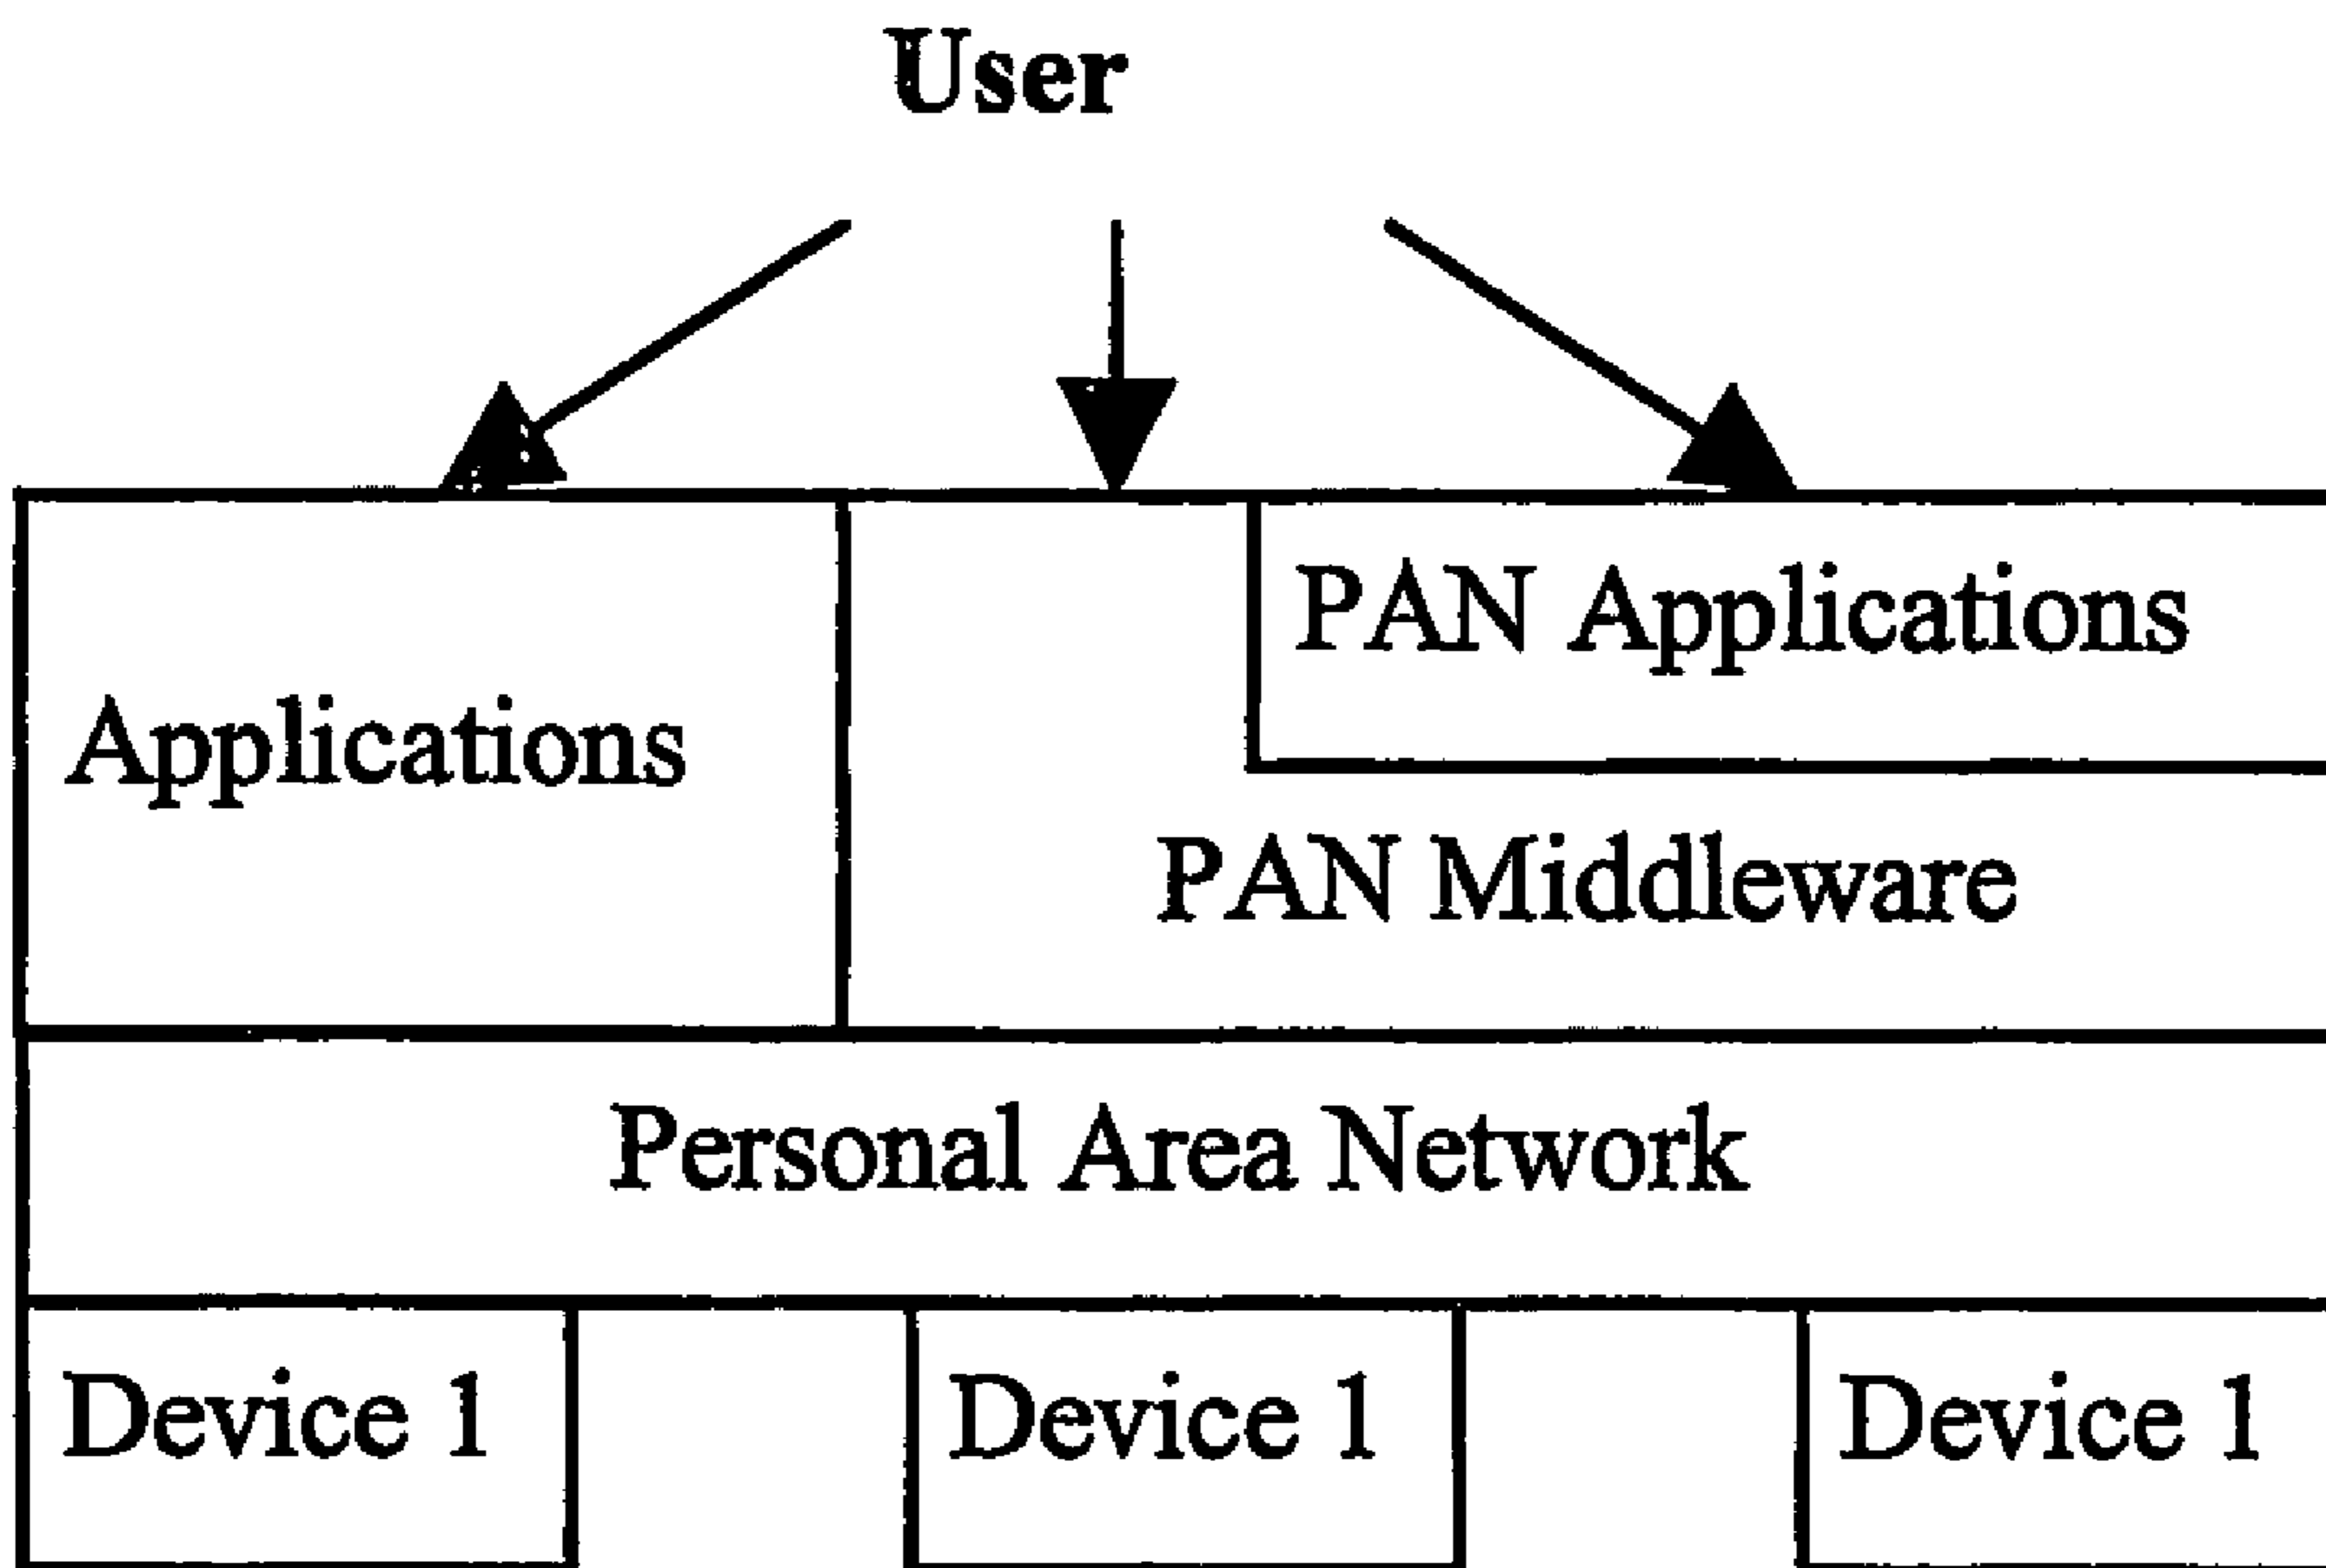 User
PAN Applications
Applications
PAN Middleware
Personal Area Network
Device 1
Device 1
Device 1